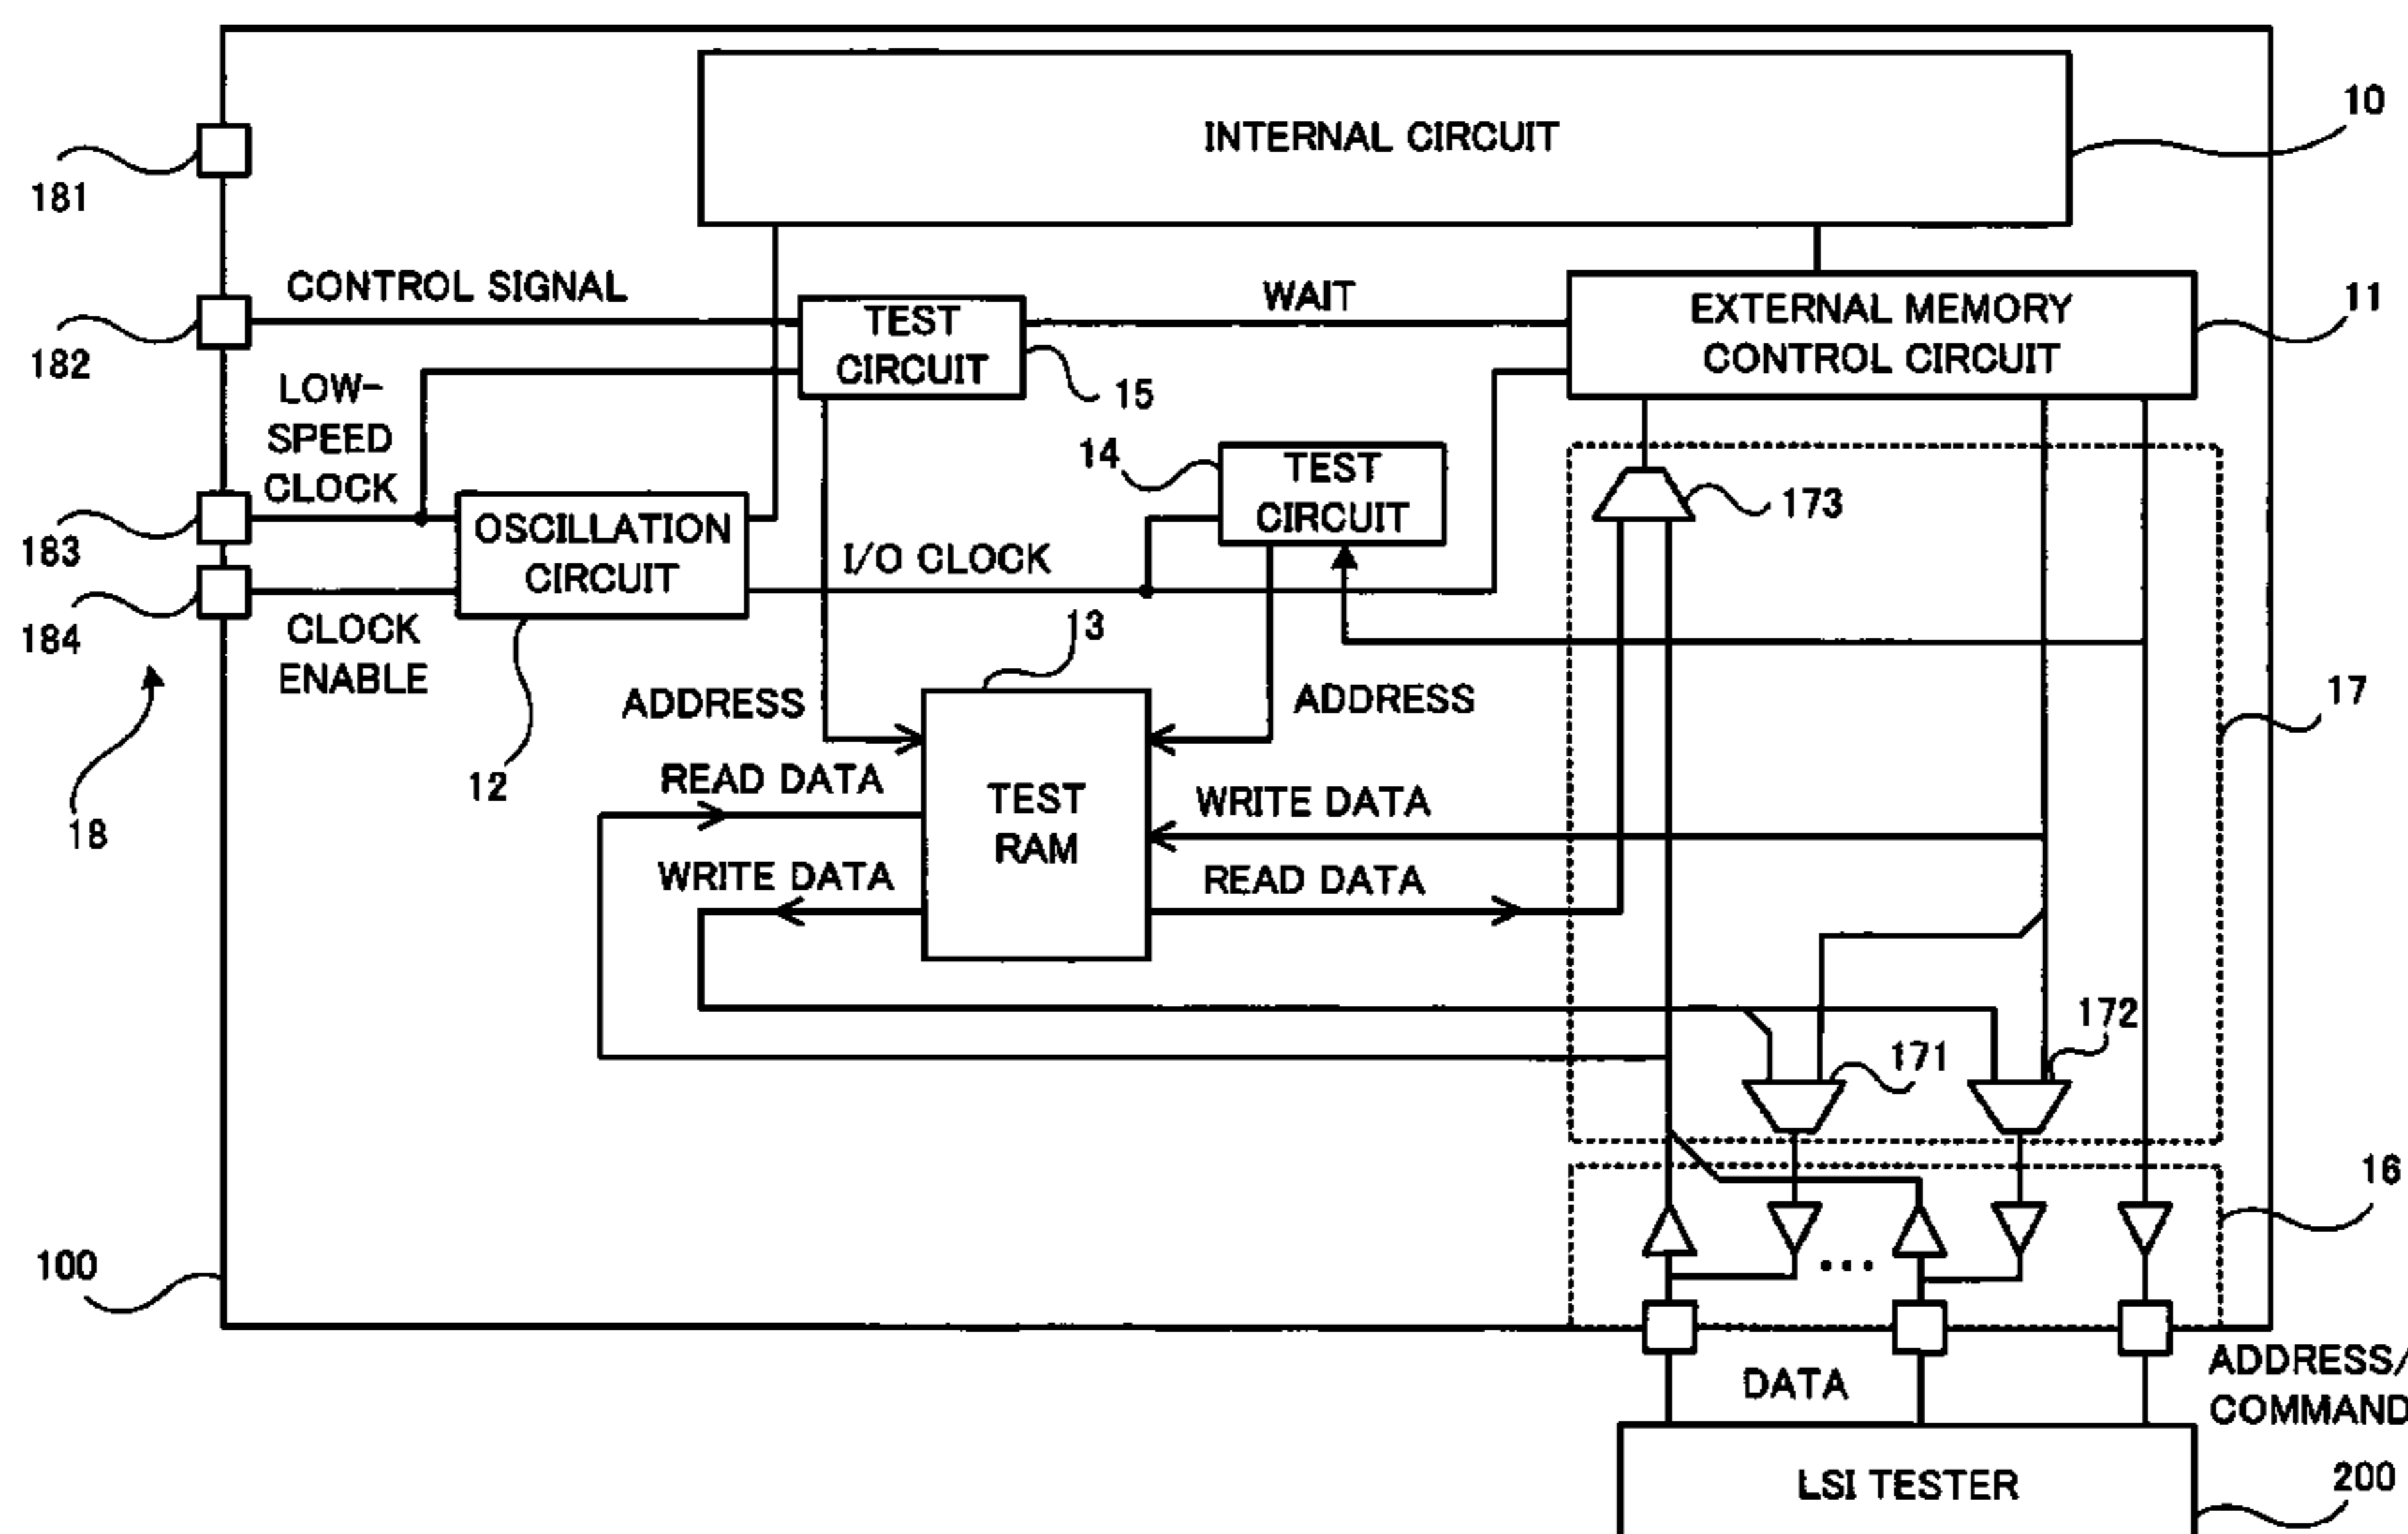 INTERNAL CIRCUIT
10
181
CONTROL SIGNAL
182
TEST
CIRCUIT
15
WAIT
EXTERNAL MEMORY
CONTROL CIRCUIT
11
LOW-
SPEED
CLOCK
183
OSCILLATION
CIRCUIT
12
I/O CLOCK
14
TEST
CIRCUIT
173
184
CLOCK
ENABLE
18
13
ADDRESS
ADDRESS
17
READ DATA
TEST
RAM
WRITE DATA
WRITE DATA
READ DATA
171
172
16
100
...
DATA
ADDRESS/
COMMAND
LSI TESTER
200